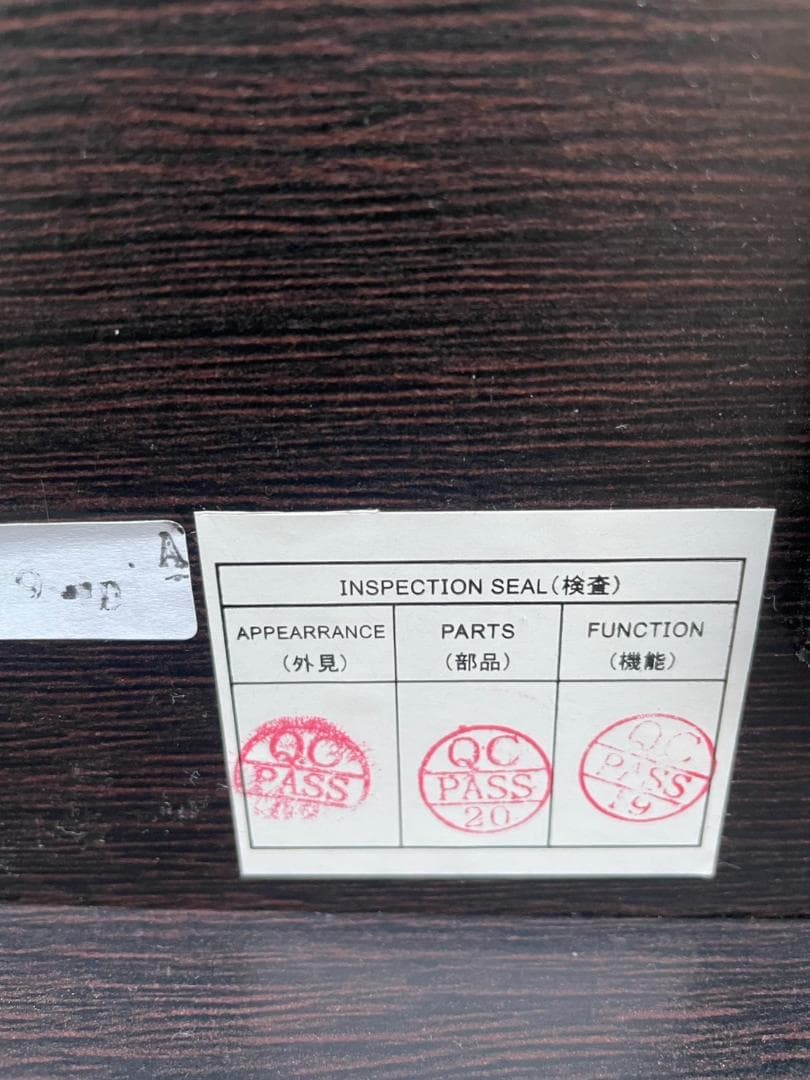 A
INSPECTION SEAL(検査)
APPEARRANCE PARTS FUNCTION
(外見) (部品) (機能)
QC QC QC
PASS PASS PASS
20 19